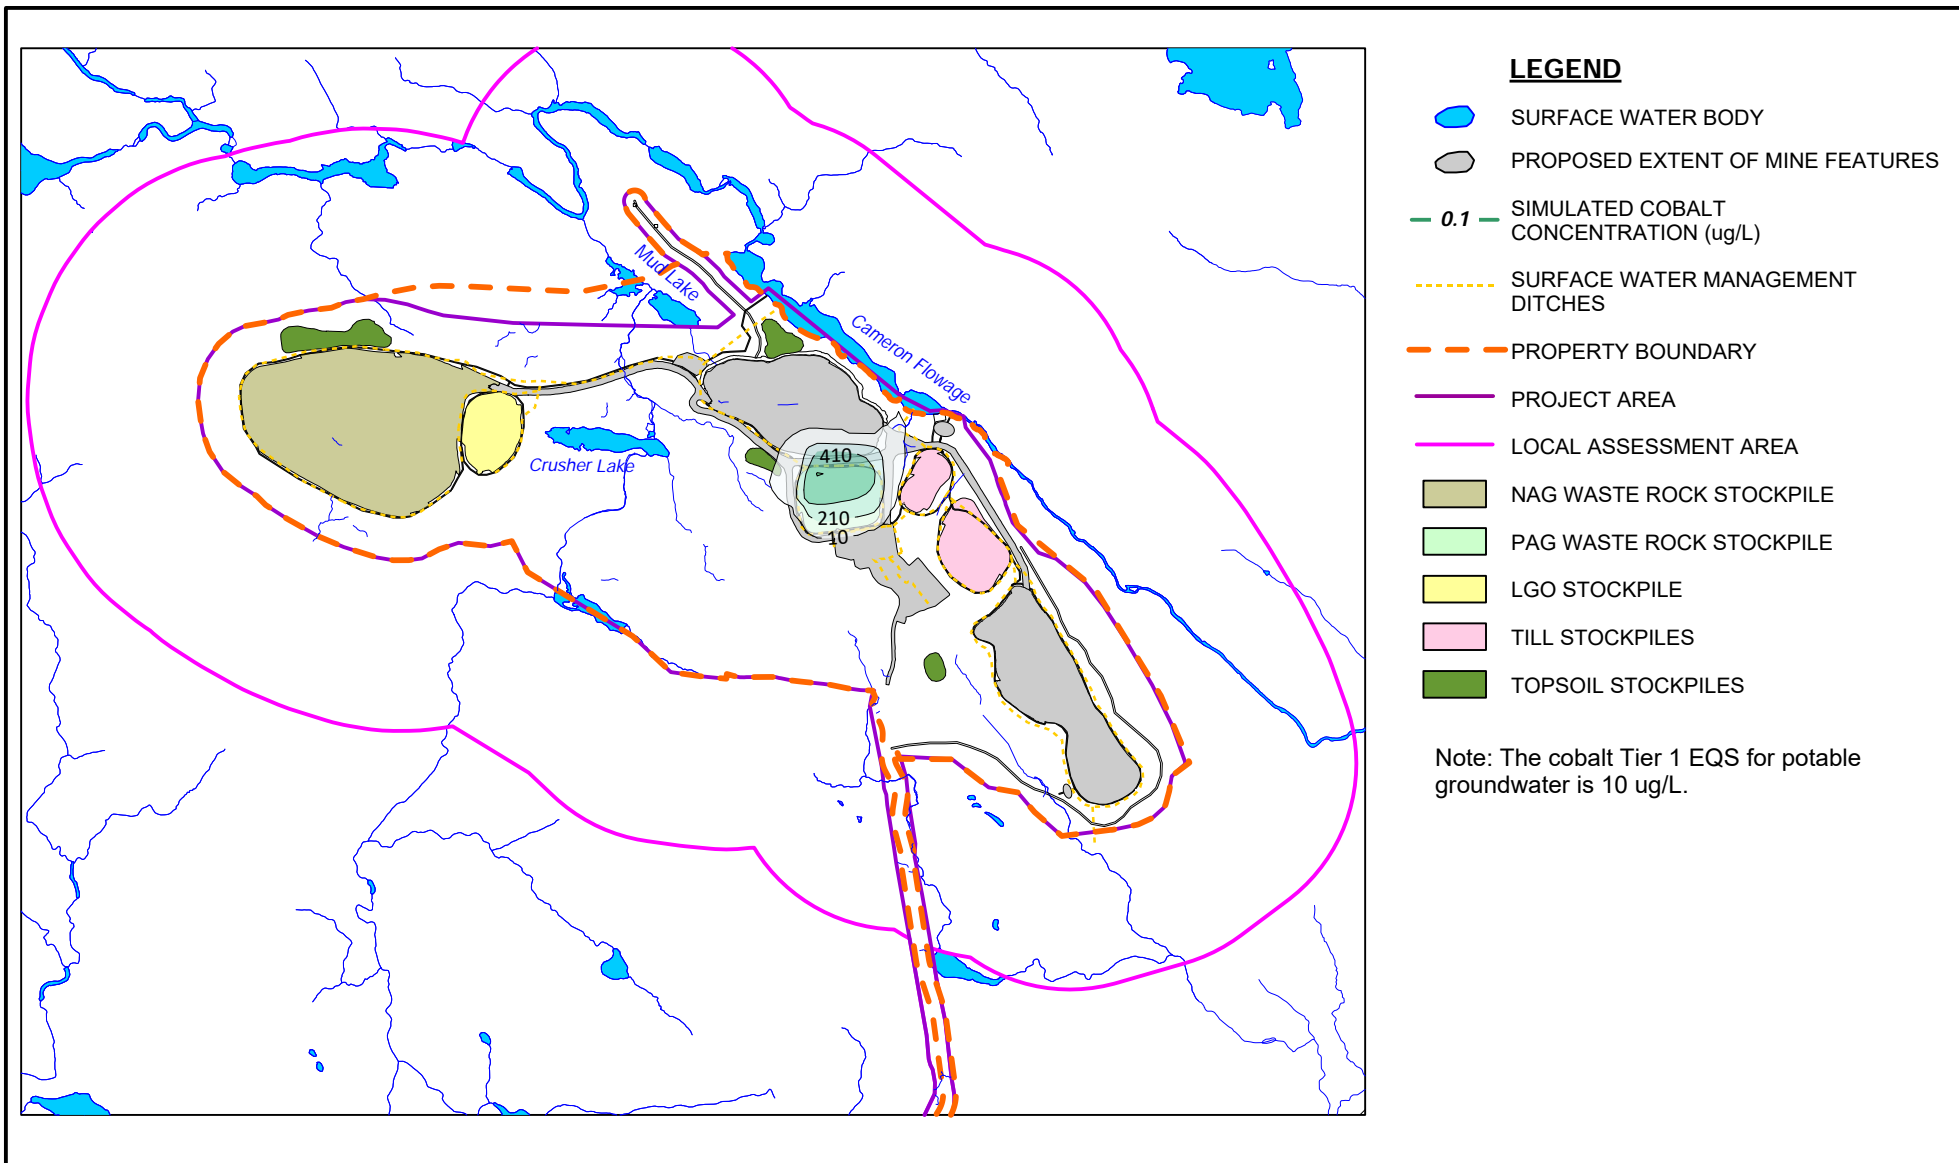 LEGEND
SURFACE WATER BODY
PROPOSED EXTENT OF MINE FEATURES
0.1
SIMULATED COBALT
CONCENTRATION (ug/L)
SURFACE WATER MANAGEMENT
DITCHES
PROPERTY BOUNDARY
PROJECT AREA
LOCAL ASSESSMENT AREA
NAG WASTE ROCK STOCKPILE
PAG WASTE ROCK STOCKPILE
LGO STOCKPILE
TILL STOCKPILES
TOPSOIL STOCKPILES
Note: The cobalt Tier 1 EQS for potable
groundwater is 10 ug/L.
Mud Lake
Cameron Flowage
Crusher Lake
410
210
10